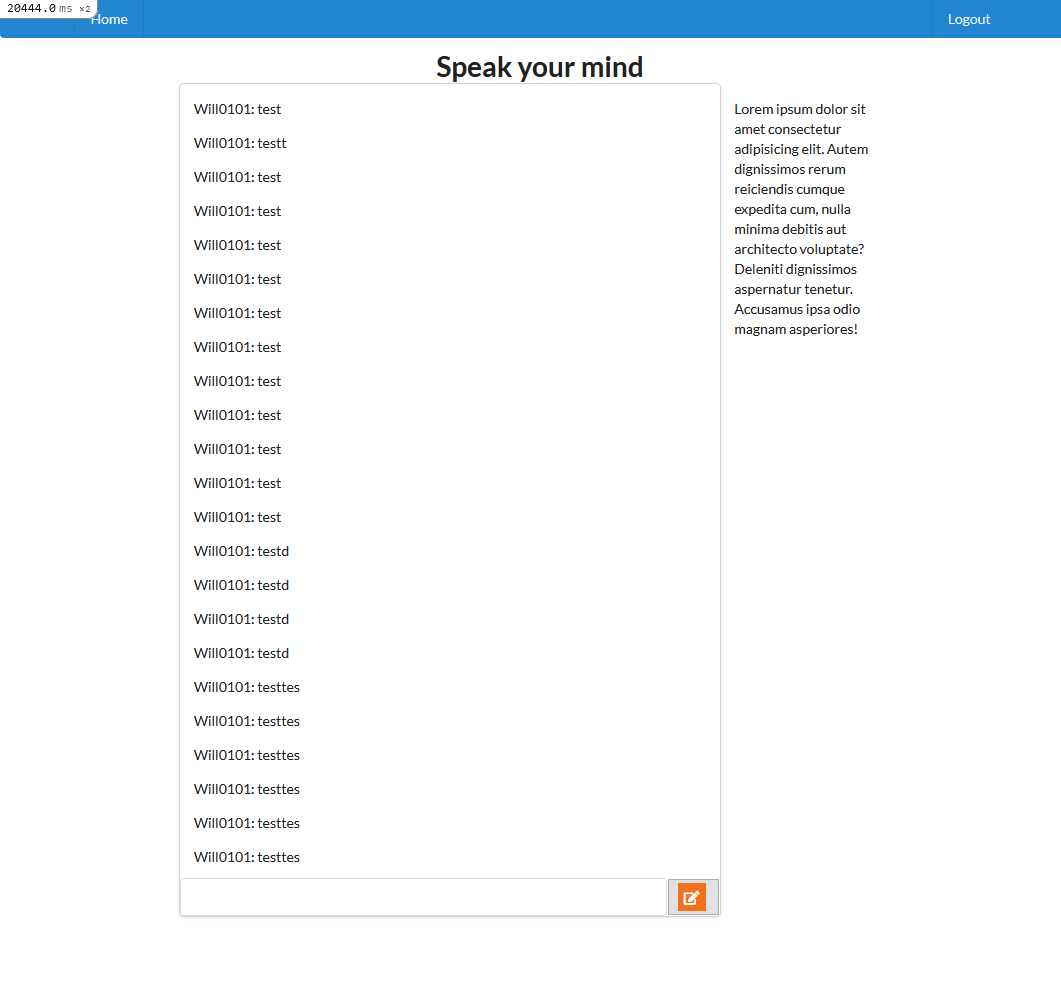 20444.0 ms ×2
Home
Logout
Speak your mind
Will0101: test
Will0101: testt
Will0101: test
Will0101: test
Will0101: test
Will0101: test
Will0101: test
Will0101: test
Will0101: test
Will0101: test
Will0101: test
Will0101: test
Will0101: test
Will0101: testd
Will0101: testd
Will0101: testd
Will0101: testd
Will0101: testtes
Will0101: testtes
Will0101: testtes
Will0101: testtes
Will0101: testtes
Will0101: testtes
Lorem ipsum dolor sit
amet consectetur
adipisicing elit. Autem
dignissimos rerum
reiciendis cumque
expedita cum, nulla
minima debitis aut
architecto voluptate?
Deleniti dignissimos
aspernatur tenetur.
Accusamus ipsa odio
magnam asperiores!